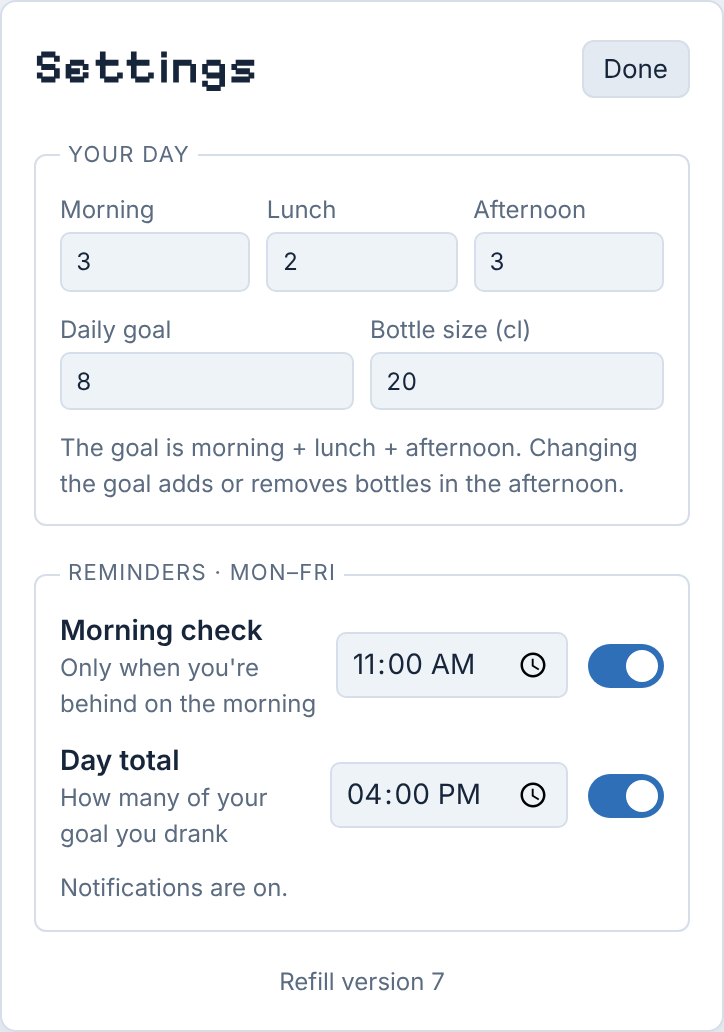 Settings
Done
YOUR DAY
Morning
Lunch
Afternoon
3
2
3
Daily goal
Bottle size (cl)
8
20
The goal is morning + lunch + afternoon. Changing
the goal adds or removes bottles in the afternoon.
REMINDERS · MON–FRI
Morning check
Only when you're
behind on the morning
11:00 AM
Day total
How many of your
goal you drank
04:00 PM
Notifications are on.
Refill version 7